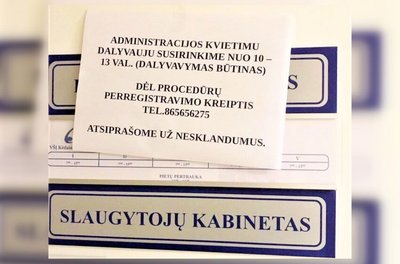 ADMINISTRACIJOS KVIETIMU
DALYVAUJU SUSIRINKIME NUO 10 –
13 VAL. (DALYVAVYMAS BŪTINAS)
DĖL PROCEDŪRŲ
PERREGISTRAVIMO KREIPTIS
TEL.865656275
ATSIPRAŠOME UŽ NESKLANDUMUS.
VšĮ
I
V
PIETŲ PERTRAUKA
SLAUGYTOJŲ KABINETAS